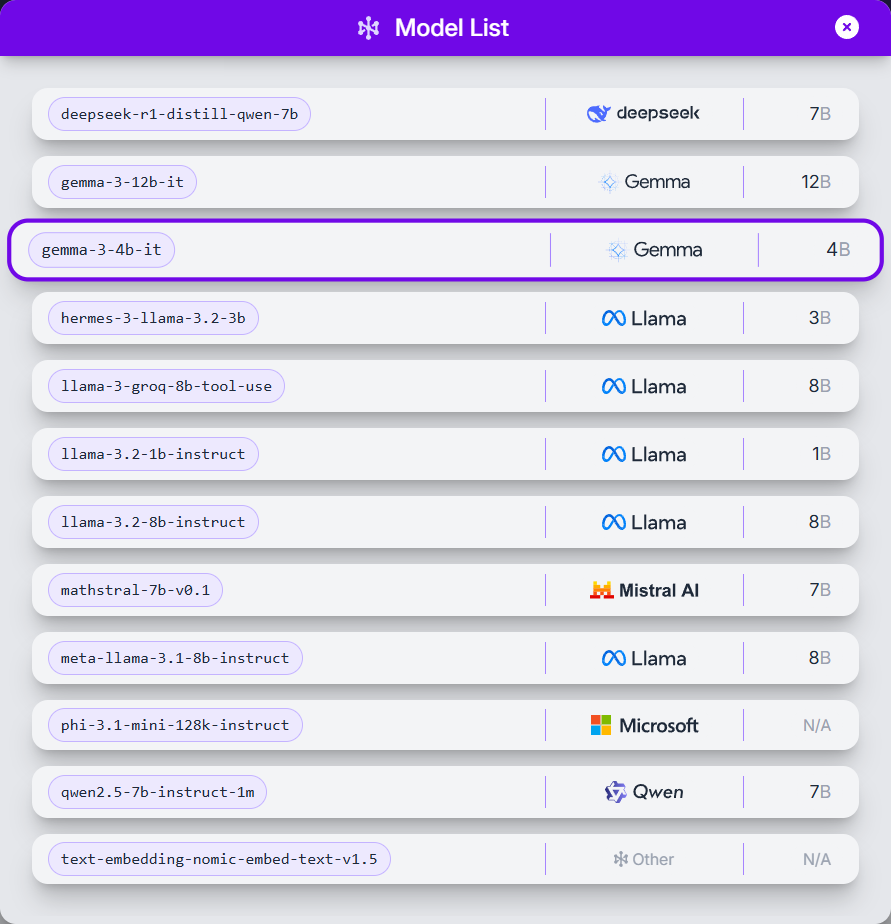 Model List
deepseek-r1-distill-qwen-7b deepseek 7B
gemma-3-12b-it Gemma 12B
gemma-3-4b-it Gemma 4B
hermes-3-llama-3.2-3b Llama 3B
llama-3-groq-8b-tool-use Llama 8B
llama-3.2-1b-instruct Llama 1B
llama-3.2-8b-instruct Llama 8B
mathstral-7b-v0.1 Mistral AI 7B
meta-llama-3.1-8b-instruct Llama 8B
phi-3.1-mini-128k-instruct Microsoft N/A
qwen2.5-7b-instruct-1m Qwen 7B
text-embedding-nomic-embed-text-v1.5 Other N/A